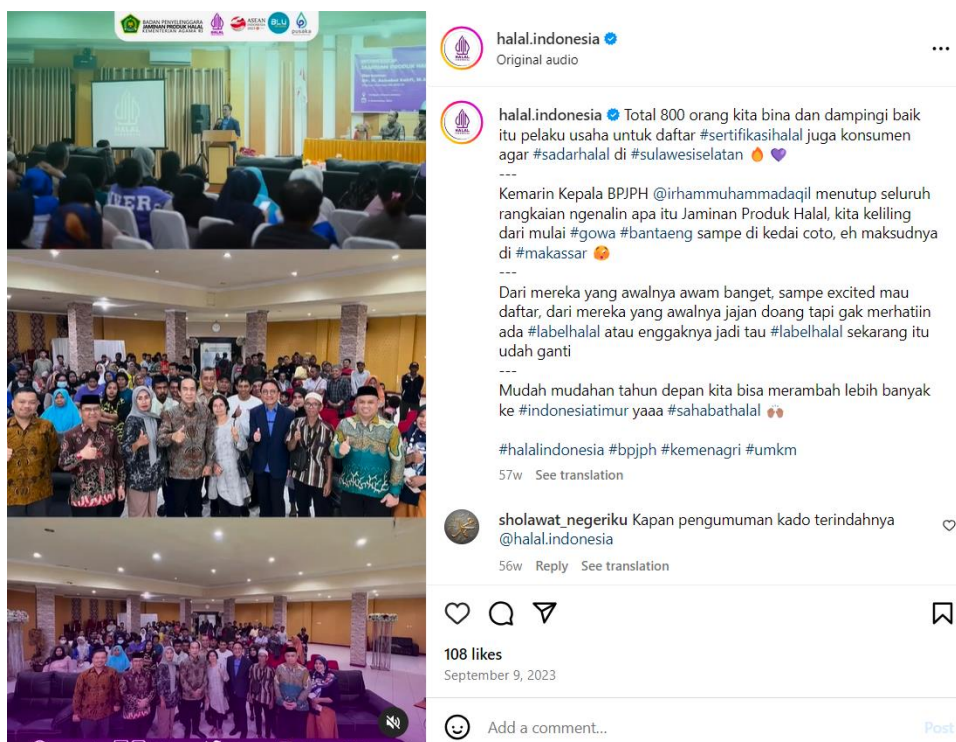 BADAN PENYELENGGARA
JAMINAN PRODUK HALAL
KEMENTERIAN AGAMA RI
HALAL
INDONESIA
ASEAN
BLU
pusaka
HALAL
halal.indonesia
Original audio
halal.indonesia Total 800 orang kita bina dan dampingi baik
itu pelaku usaha untuk daftar #sertifikasihalal juga konsumen
agar #sadarhalal di #sulawesiselatan 🔥 💜
---
Kemarin Kepala BPJPH @irhammuhammadaqil menutup seluruh
rangkaian ngenalin apa itu Jaminan Produk Halal, kita keliling
dari mulai #gowa #bantaeng sampe di kedai coto, eh maksudnya
di #makassar 🫣
---
Dari mereka yang awalnya awam banget, sampe excited mau
daftar, dari mereka yang awalnya jajan doang tapi gak merhatiin
ada #labelhalal atau enggaknya jadi tau #labelhalal sekarang itu
udah ganti
---
Mudah mudahan tahun depan kita bisa merambah lebih banyak
ke #indonesiatimur yaaa #sahabathalal 🙌🏽
#halalindonesia #bpjph #kemenagri #umkm
57w See translation
sholawat_negeriku Kapan pengumuman kado terindahnya
@halal.indonesia
56w Reply See translation
108 likes
September 9, 2023
Add a comment...
Post